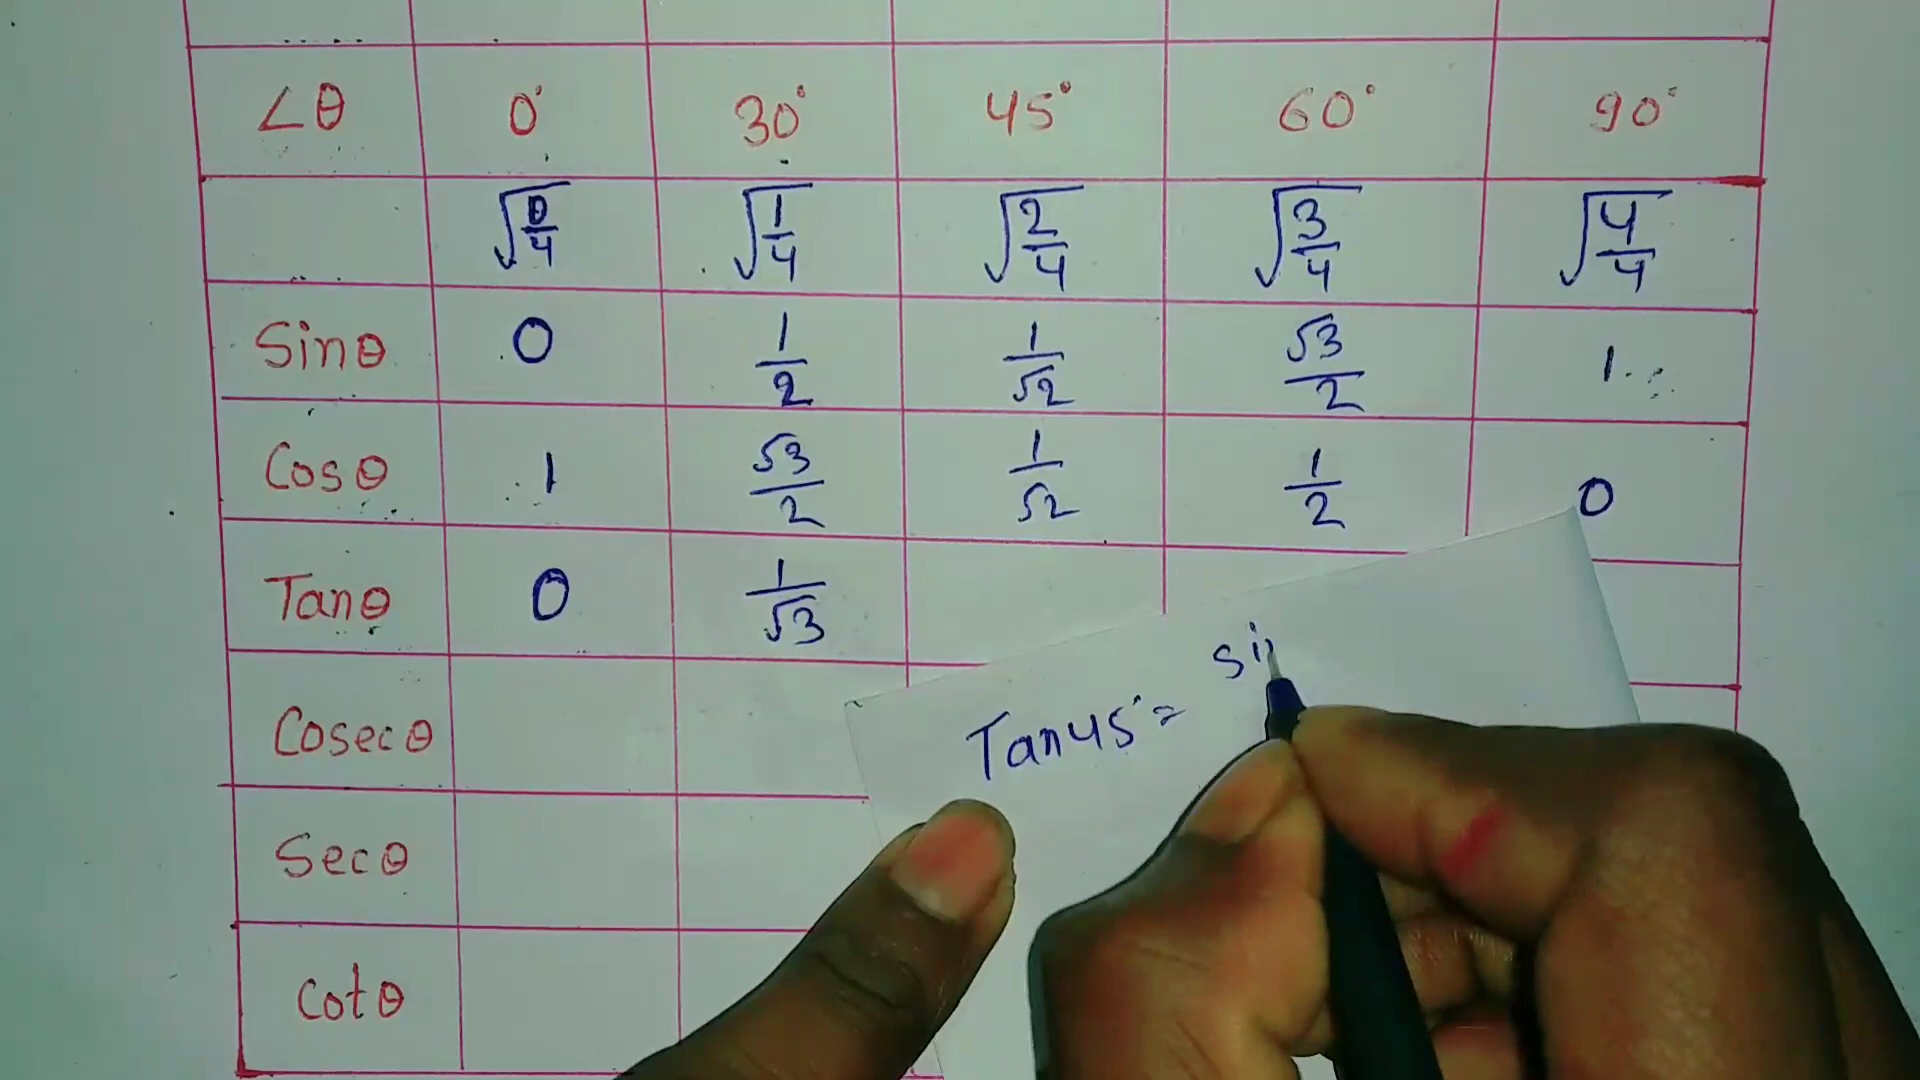 ∠θ 0° 30° 45° 60° 90°
√0/4 √1/4 √2/4 √3/4 √4/4
Sinθ 0 1/2 1/√2 √3/2 1
Cosθ 1 √3/2 1/√2 1/2 0
Tanθ 0 1/√3
Tan45° = si
Cosecθ
Secθ
Cotθ